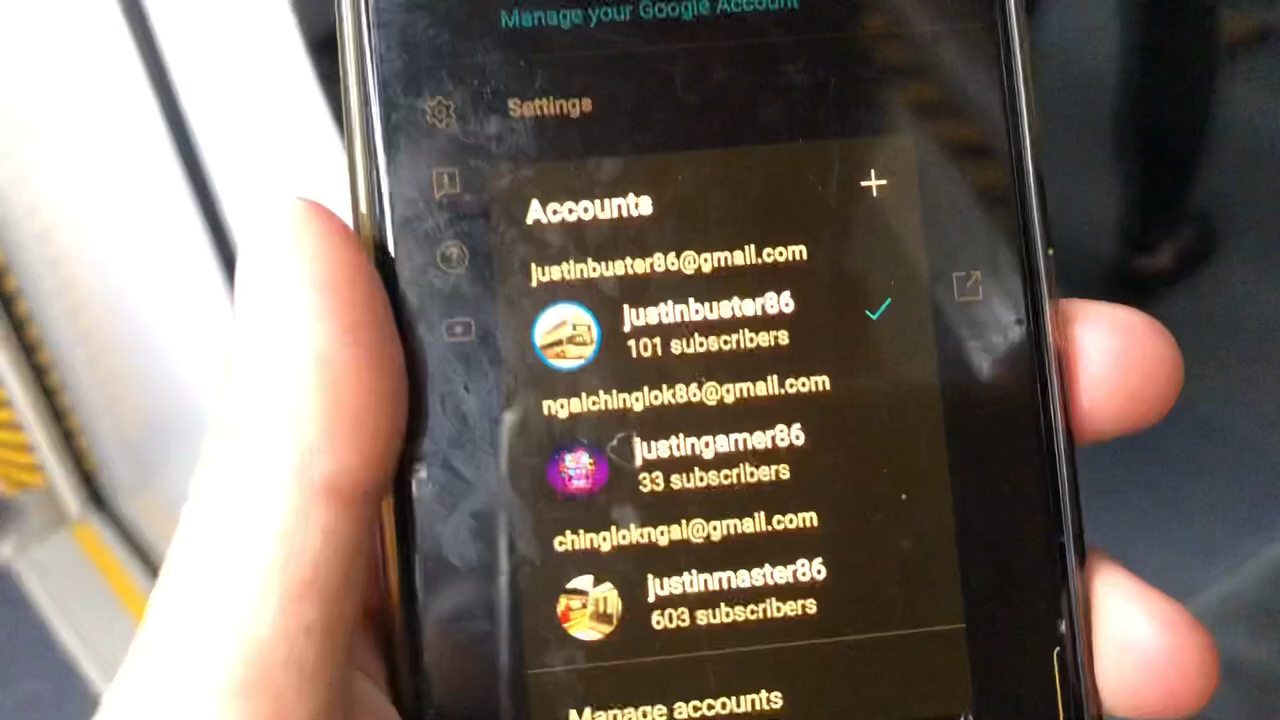 Manage your Google Account
Settings
Accounts
justinbuster86@gmail.com
justinbuster86
101 subscribers
ngaichinglok86@gmail.com
justingamer86
33 subscribers
chinglokngai@gmail.com
justinmaster86
603 subscribers
Manage accounts